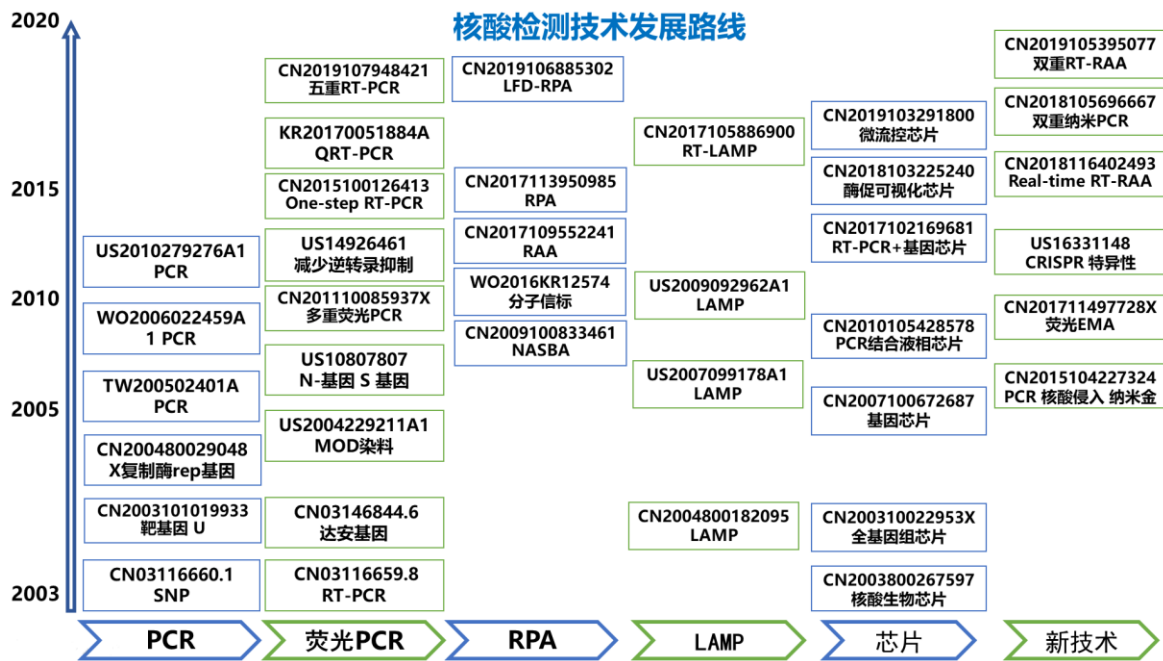 核酸检测技术发展路线
2020
2015
2010
2005
2003
US2010279276A1
PCR
WO2006022459A
1 PCR
TW200502401A
PCR
CN200480029048
X复制酶rep基因
CN2003101019933
靶基因 U
CN03116660.1
SNP
PCR
CN2019107948421
五重RT-PCR
KR20170051884A
QRT-PCR
CN2015100126413
One-step RT-PCR
US14926461
减少逆转录抑制
CN201110085937X
多重荧光PCR
US10807807
N-基因 S 基因
US2004229211A1
MOD染料
CN03146844.6
达安基因
CN03116659.8
RT-PCR
荧光PCR
CN2019106885302
LFD-RPA
CN2017113950985
RPA
CN2017109552241
RAA
WO2016KR12574
分子信标
CN2009100833461
NASBA
RPA
CN2017105886900
RT-LAMP
US2009092962A1
LAMP
US2007099178A1
LAMP
CN2004800182095
LAMP
LAMP
CN2019103291800
微流控芯片
CN2018103225240
酶促可视化芯片
CN2017102169681
RT-PCR+基因芯片
CN2010105428578
PCR结合液相芯片
CN2007100672687
基因芯片
CN200310022953X
全基因组芯片
CN2003800267597
核酸生物芯片
芯片
CN2019105395077
双重RT-RAA
CN2018105696667
双重纳米PCR
CN2018116402493
Real-time RT-RAA
US16331148
CRISPR 特异性
CN201711497728X
荧光EMA
CN2015104227324
PCR 核酸侵入 纳米金
新技术